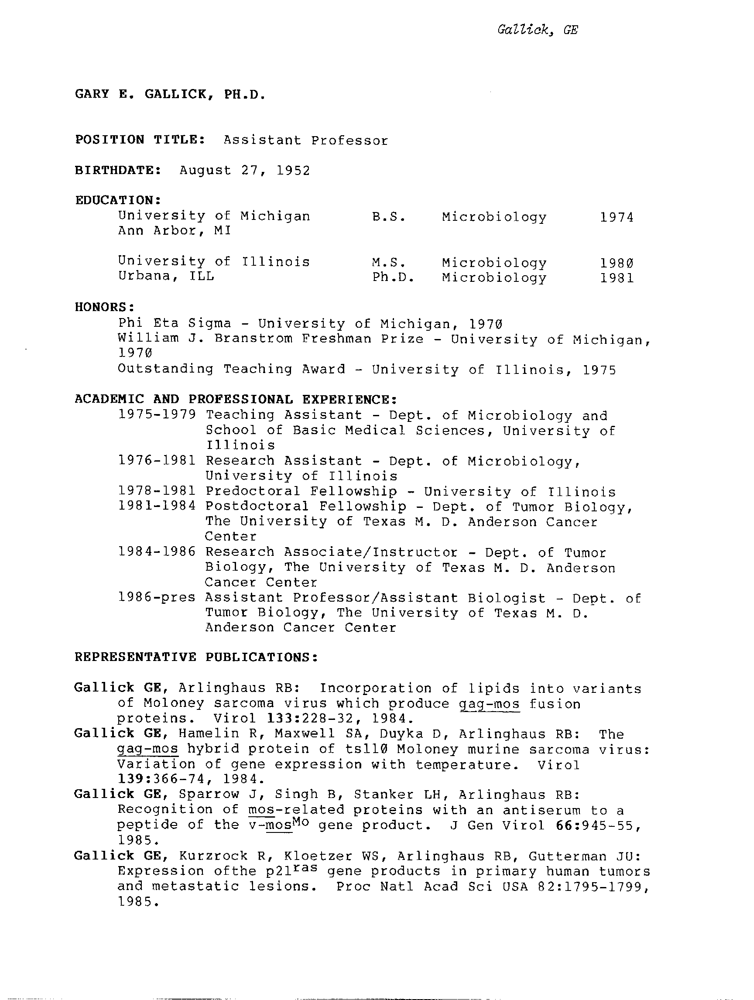 Gallick, GE
GARY E. GALLICK, PH.D.
POSITION TITLE: Assistant Professor
BIRTHDATE: August 27, 1952
EDUCATION:
University of Michigan B.S. Microbiology 1974
Ann Arbor, MI
University of Illinois M.S. Microbiology 1980
Urbana, ILL Ph.D. Microbiology 1981
HONORS:
Phi Eta Sigma - University of Michigan, 1970
William J. Branstrom Freshman Prize - University of Michigan,
1970
Outstanding Teaching Award - University of Illinois, 1975
ACADEMIC AND PROFESSIONAL EXPERIENCE:
1975-1979 Teaching Assistant - Dept. of Microbiology and
School of Basic Medical Sciences, University of
Illinois
1976-1981 Research Assistant - Dept. of Microbiology,
University of Illinois
1978-1981 Predoctoral Fellowship - University of Illinois
1981-1984 Postdoctoral Fellowship - Dept. of Tumor Biology,
The University of Texas M. D. Anderson Cancer
Center
1984-1986 Research Associate/Instructor - Dept. of Tumor
Biology, The University of Texas M. D. Anderson
Cancer Center
1986-pres Assistant Professor/Assistant Biologist - Dept. of
Tumor Biology, The University of Texas M. D.
Anderson Cancer Center
REPRESENTATIVE PUBLICATIONS:
Gallick GE, Arlinghaus RB: Incorporation of lipids into variants
of Moloney sarcoma virus which produce gag-mos fusion
proteins. Virol 133:228-32, 1984.
Gallick GE, Hamelin R, Maxwell SA, Duyka D, Arlinghaus RB: The
gag-mos hybrid protein of ts110 Moloney murine sarcoma virus:
Variation of gene expression with temperature. Virol
139:366-74, 1984.
Gallick GE, Sparrow J, Singh B, Stanker LH, Arlinghaus RB:
Recognition of mos-related proteins with an antiserum to a
peptide of the v-mosMo gene product. J Gen Virol 66:945-55,
1985.
Gallick GE, Kurzrock R, Kloetzer WS, Arlinghaus RB, Gutterman JU:
Expression ofthe p21ras gene products in primary human tumors
and metastatic lesions. Proc Natl Acad Sci USA 82:1795-1799,
1985.